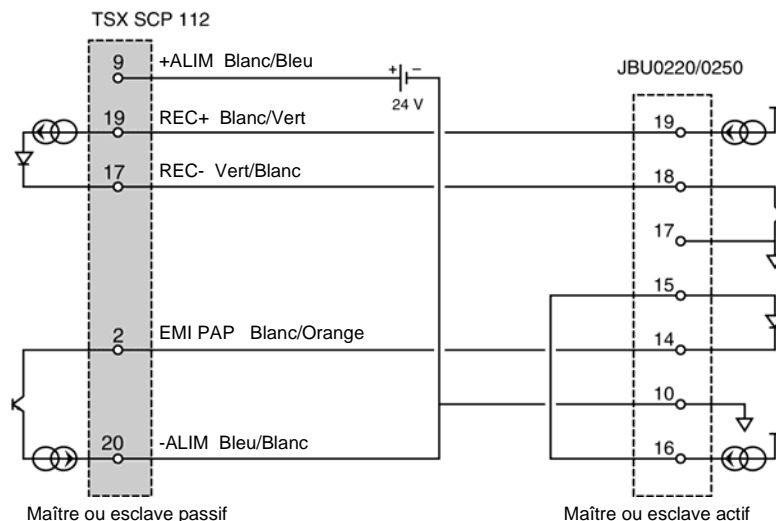 TSX SCP 112
9
+ALIM Blanc/Bleu
+ –
24 V
JBU0220/0250
19
REC+ Blanc/Vert
19
17
REC- Vert/Blanc
18
17
15
2
EMI PAP Blanc/Orange
14
10
20
-ALIM Bleu/Blanc
16
Maître ou esclave passif
Maître ou esclave actif